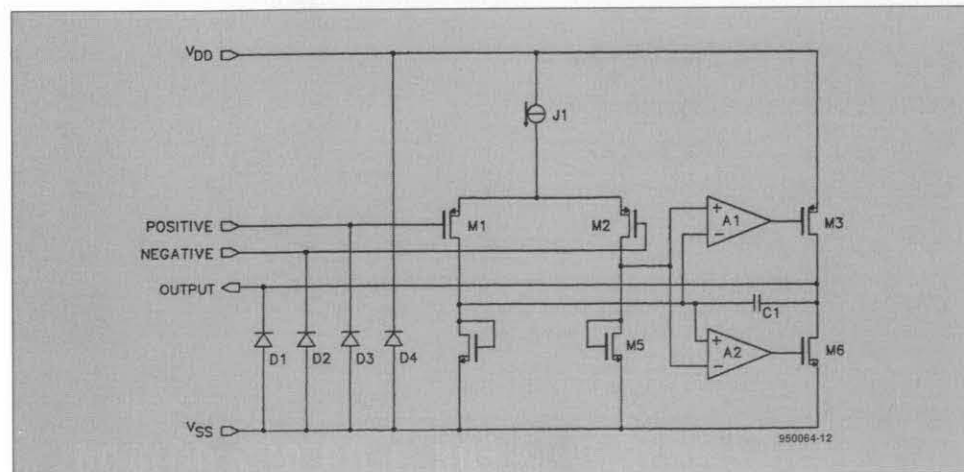 VDD
J1
POSITIVE
M1
M2
+
A1
−
M3
NEGATIVE
OUTPUT
C1
D1
D2
D3
D4
M5
+
A2
−
M6
VSS
950064-12